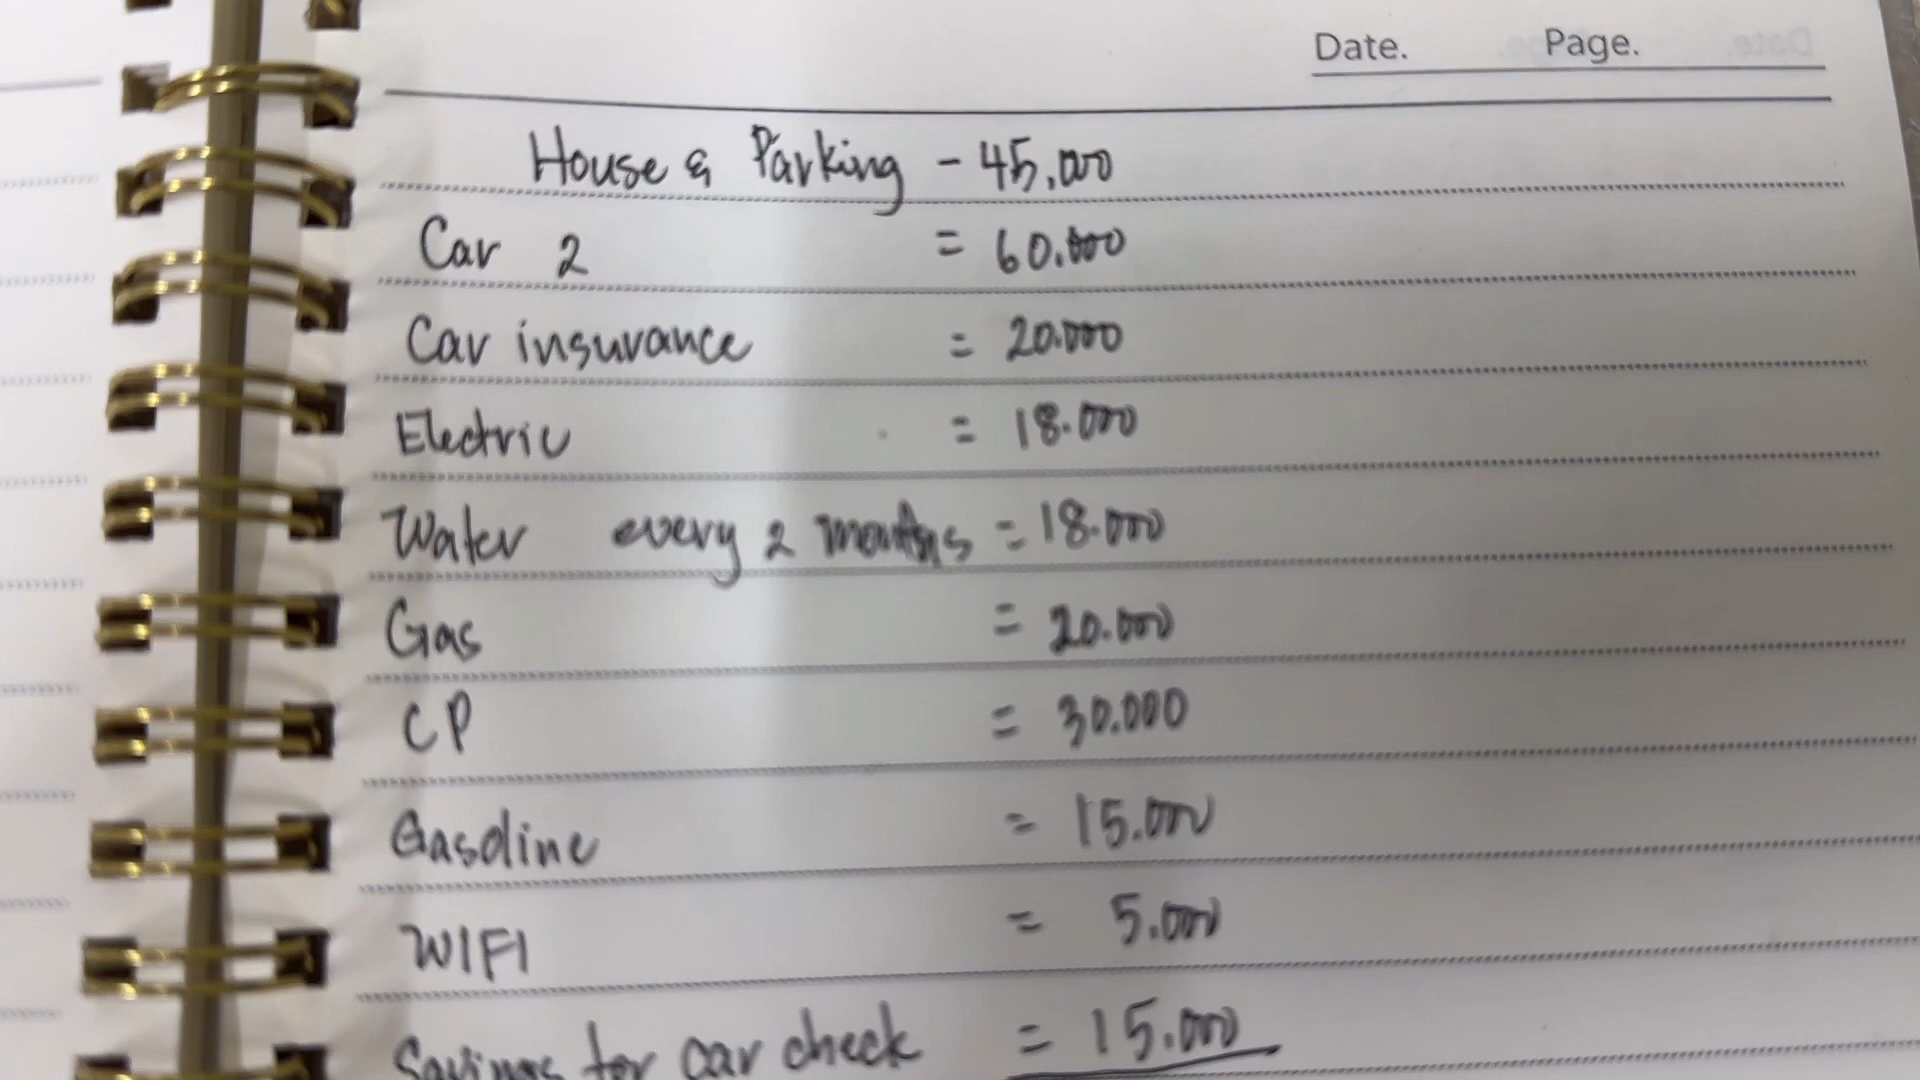 Date. Page.
House & Parking - 45,000
Car 2 = 60.000
Car insurance = 20.000
Electric = 18.000
Water every 2 months = 18.000
Gas = 20.000
CP = 30.000
Gasoline = 15.000
WIFI = 5.000
Savings for car check = 15.000